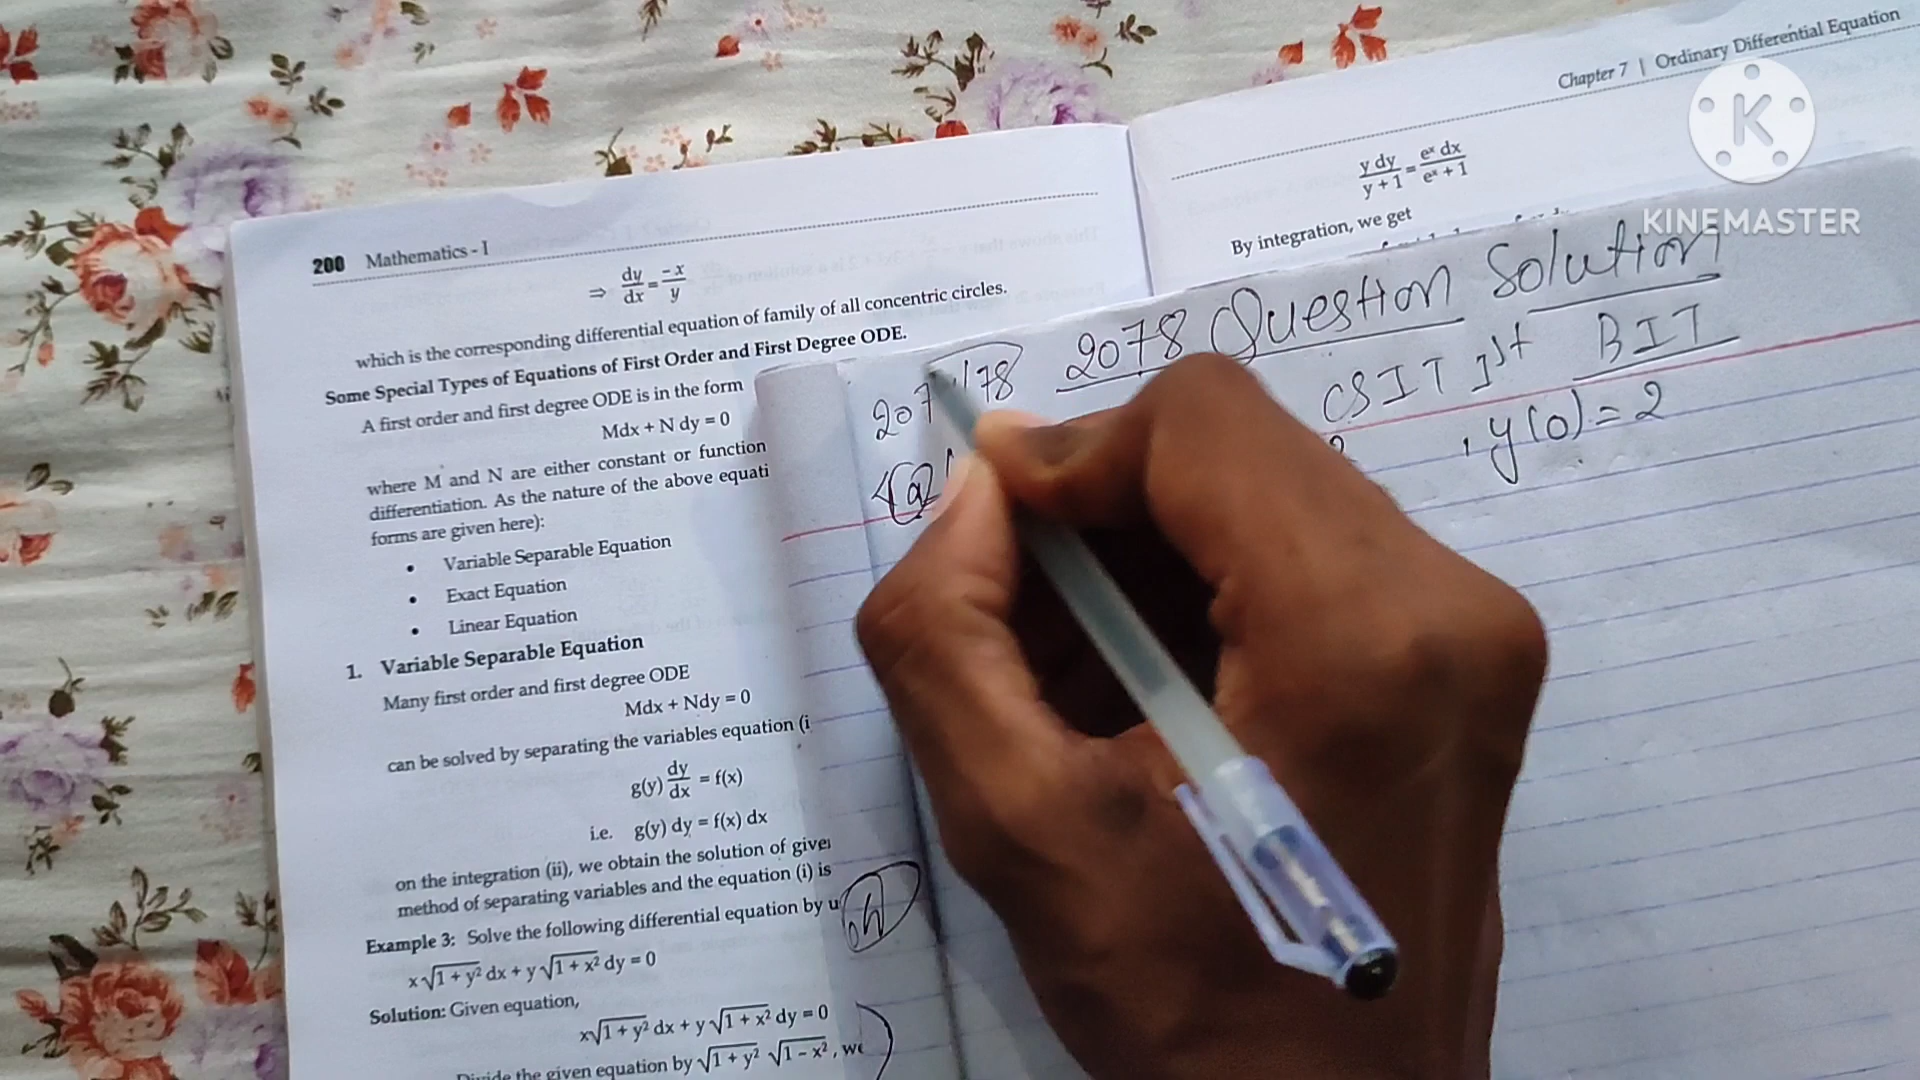 200 Mathematics - I
⇒ dy/dx = -x/y
which is the corresponding differential equation of family of all concentric circles.
Some Special Types of Equations of First Order and First Degree ODE.
A first order and first degree ODE is in the form
Mdx + N dy = 0
where M and N are either constant or function
differentiation. As the nature of the above equati
forms are given here):
• Variable Separable Equation
• Exact Equation
• Linear Equation
1. Variable Separable Equation
Many first order and first degree ODE
Mdx + Ndy = 0
can be solved by separating the variables equation (i
g(y) dy/dx = f(x)
i.e. g(y) dy = f(x) dx
on the integration (ii), we obtain the solution of give
method of separating variables and the equation (i) is
Example 3: Solve the following differential equation by u
x√1 + y² dx + y √1 + x² dy = 0
Solution: Given equation,
x√1 + y² dx + y √1 + x² dy = 0
Divide the given equation by √1 + y² √1 - x², we
Chapter 7 | Ordinary Differential Equation
y dy/y + 1 = eˣ dx/eˣ + 1
By integration, we get
K
KINEMASTER
2078 Question Solution
CSIT 1st BIT
, y(0) = 2